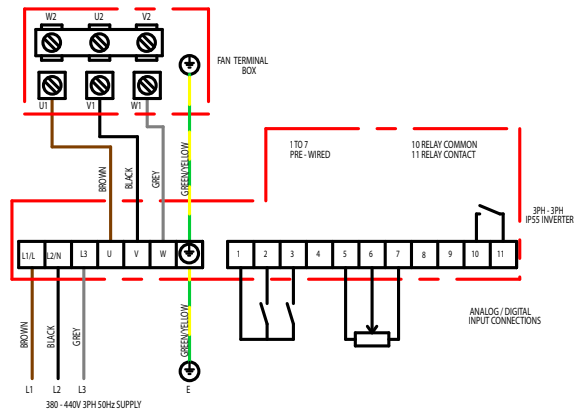 W2 U2 V2
FAN TERMINAL
BOX
U1 V1 W1
1 TO 7
PRE - WIRED
10 RELAY COMMON
11 RELAY CONTACT
BROWN
BLACK
GREY
GREEN/YELLOW
3PH - 3PH
IP55 INVERTER
L1/L L2/N L3 U V W
1 2 3 4 5 6 7 8 9 10 11
BROWN
BLACK
GREY
GREEN/YELLOW
ANALOG / DIGITAL
INPUT CONNECTIONS
L1 L2 L3 E
380 - 440V 3PH 50Hz SUPPLY